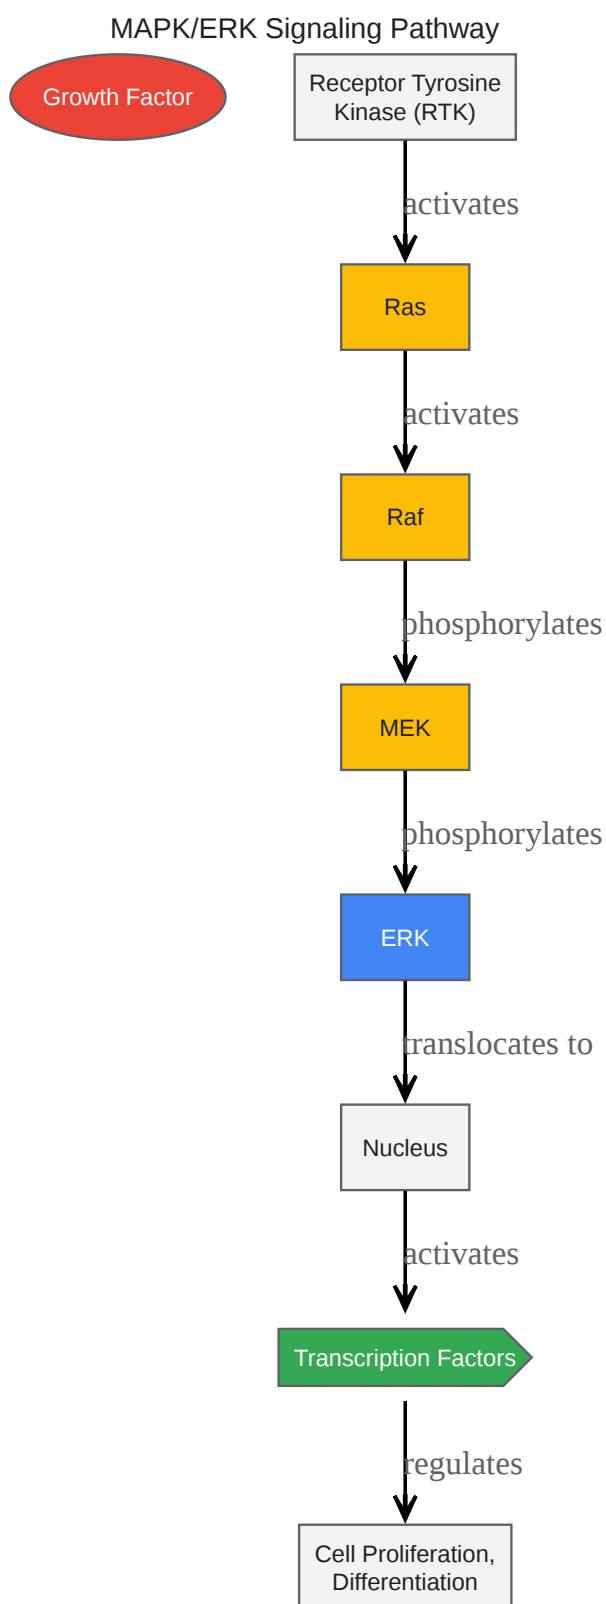 MAPK/ERK Signaling Pathway
Growth Factor
Receptor Tyrosine
Kinase (RTK)
activates
Ras
activates
Raf
phosphorylates
MEK
phosphorylates
ERK
translocates to
Nucleus
activates
Transcription Factors
regulates
Cell Proliferation,
Differentiation